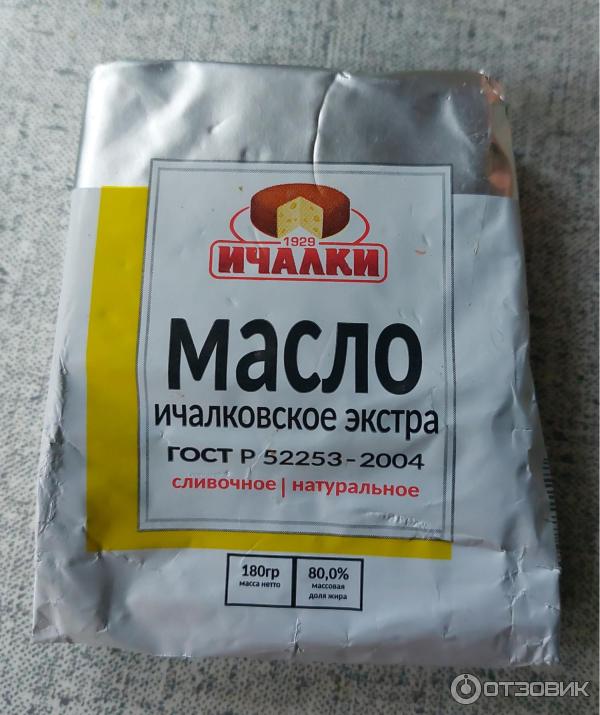 1929
ИЧАЛКИ
масло
ичалковское экстра
ГОСТ Р 52253-2004
сливочное | натуральное
180гр 80,0%
масса нетто массовая
доля жира
ОТЗОВИК